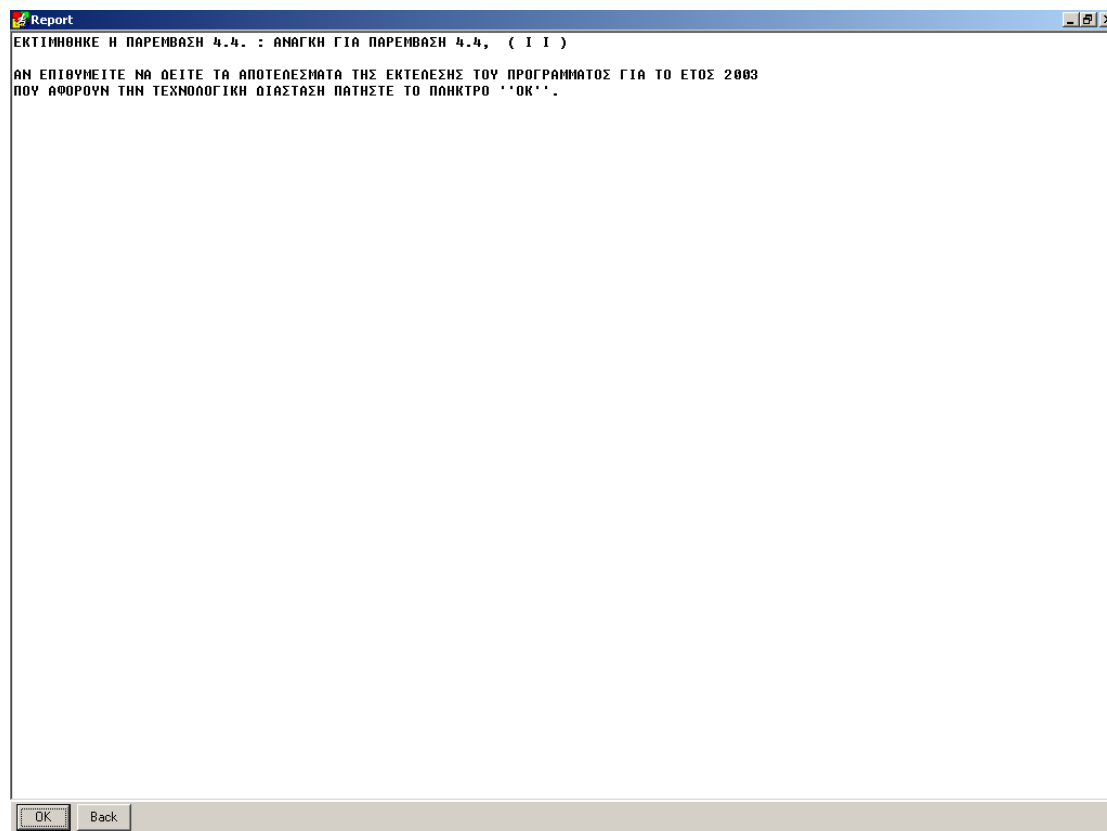 Report
ΕΚΤΙΜΗΘΗΚΕ Η ΠΑΡΕΜΒΑΣΗ 4.4. : ΑΝΑΓΚΗ ΓΙΑ ΠΑΡΕΜΒΑΣΗ 4.4, ( Ι Ι )
ΑΝ ΕΠΙΘΥΜΕΙΤΕ ΝΑ ΔΕΙΤΕ ΤΑ ΑΠΟΤΕΛΕΣΜΑΤΑ ΤΗΣ ΕΚΤΕΛΕΣΗΣ ΤΟΥ ΠΡΟΓΡΑΜΜΑΤΟΣ ΓΙΑ ΤΟ ΕΤΟΣ 2003
ΠΟΥ ΑΦΟΡΟΥΝ ΤΗΝ ΤΕΧΝΟΛΟΓΙΚΗ ΔΙΑΣΤΑΣΗ ΠΑΤΗΣΤΕ ΤΟ ΠΛΗΚΤΡΟ ''OK''.
OK Back